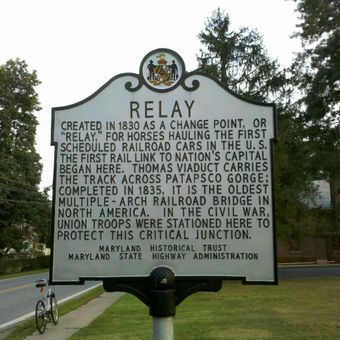 RELAY
CREATED IN 1830 AS A CHANGE POINT, OR
"RELAY," FOR HORSES HAULING THE FIRST
SCHEDULED RAILROAD CARS IN THE U.S.
THE FIRST RAIL LINK TO NATION'S CAPITAL
BEGAN HERE. THOMAS VIADUCT CARRIES
THE TRACK ACROSS PATAPSCO GORGE;
COMPLETED IN 1835, IT IS THE OLDEST
MULTIPLE-ARCH RAILROAD BRIDGE IN
NORTH AMERICA. IN THE CIVIL WAR,
UNION TROOPS WERE STATIONED HERE TO
PROTECT THIS CRITICAL JUNCTION.
MARYLAND HISTORICAL TRUST
MARYLAND STATE HIGHWAY ADMINISTRATION